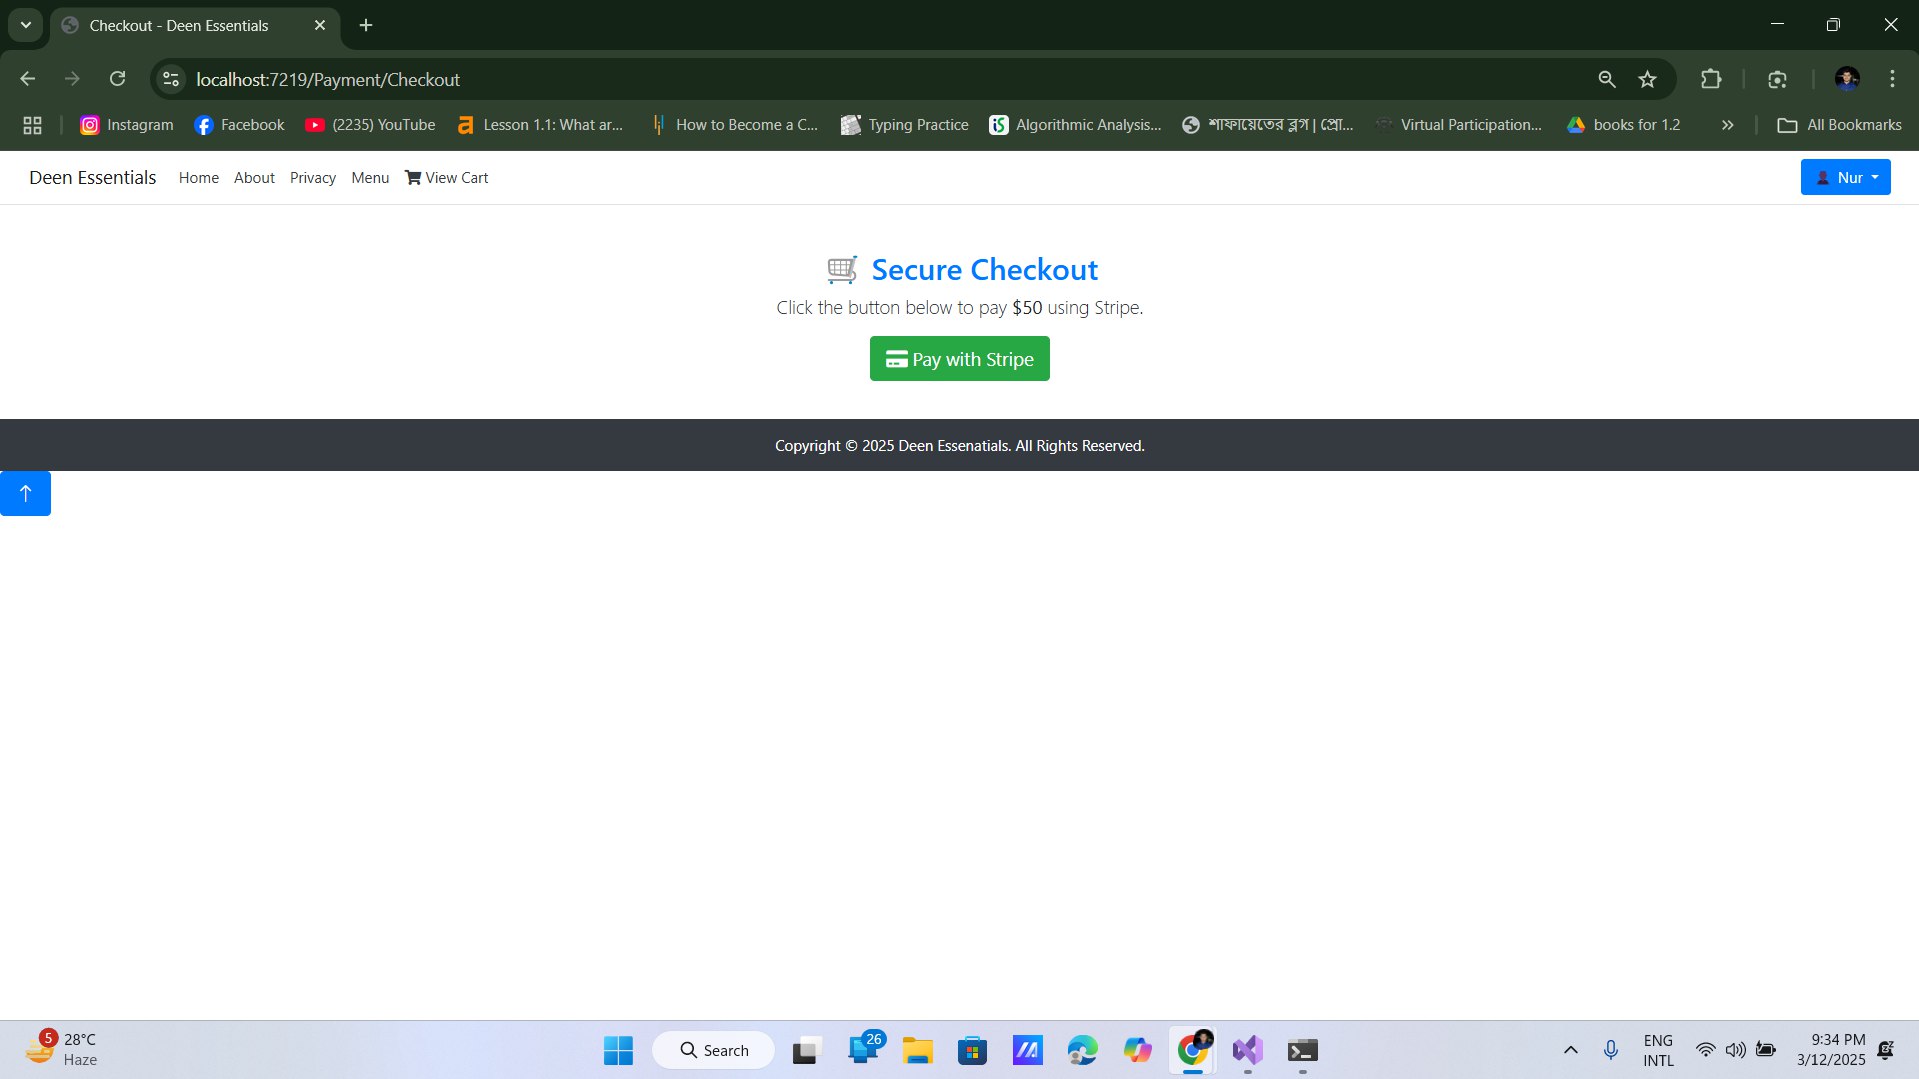 Checkout - Deen Essentials
localhost:7219/Payment/Checkout
Instagram Facebook (2235) YouTube Lesson 1.1: What ar... How to Become a C... Typing Practice Algorithmic Analysis... শাফায়েতের ব্লগ | প্রো... Virtual Participation... books for 1.2 » All Bookmarks
Deen Essentials Home About Privacy Menu View Cart Nur
Secure Checkout
Click the button below to pay $50 using Stripe.
Pay with Stripe
Copyright © 2025 Deen Essenatials. All Rights Reserved.
5 28°C Haze
Search
26
ENG INTL
9:34 PM
3/12/2025